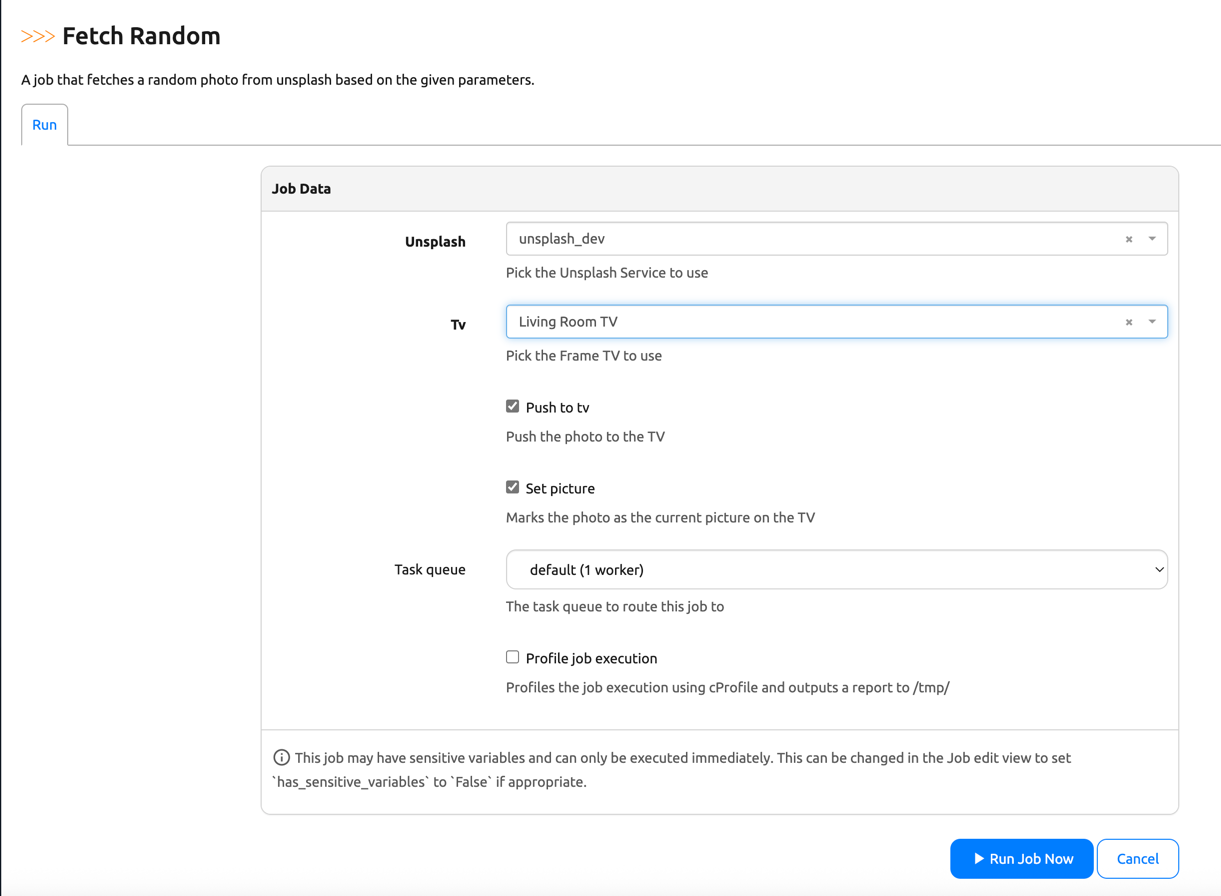 >>> Fetch Random
A job that fetches a random photo from unsplash based on the given parameters.
Run
Job Data
Unsplash
unsplash_dev
Pick the Unsplash Service to use
Tv
Living Room TV
Pick the Frame TV to use
Push to tv
Push the photo to the TV
Set picture
Marks the photo as the current picture on the TV
Task queue
default (1 worker)
The task queue to route this job to
Profile job execution
Profiles the job execution using cProfile and outputs a report to /tmp/
This job may have sensitive variables and can only be executed immediately. This can be changed in the Job edit view to set
`has_sensitive_variables` to `False` if appropriate.
Run Job Now
Cancel